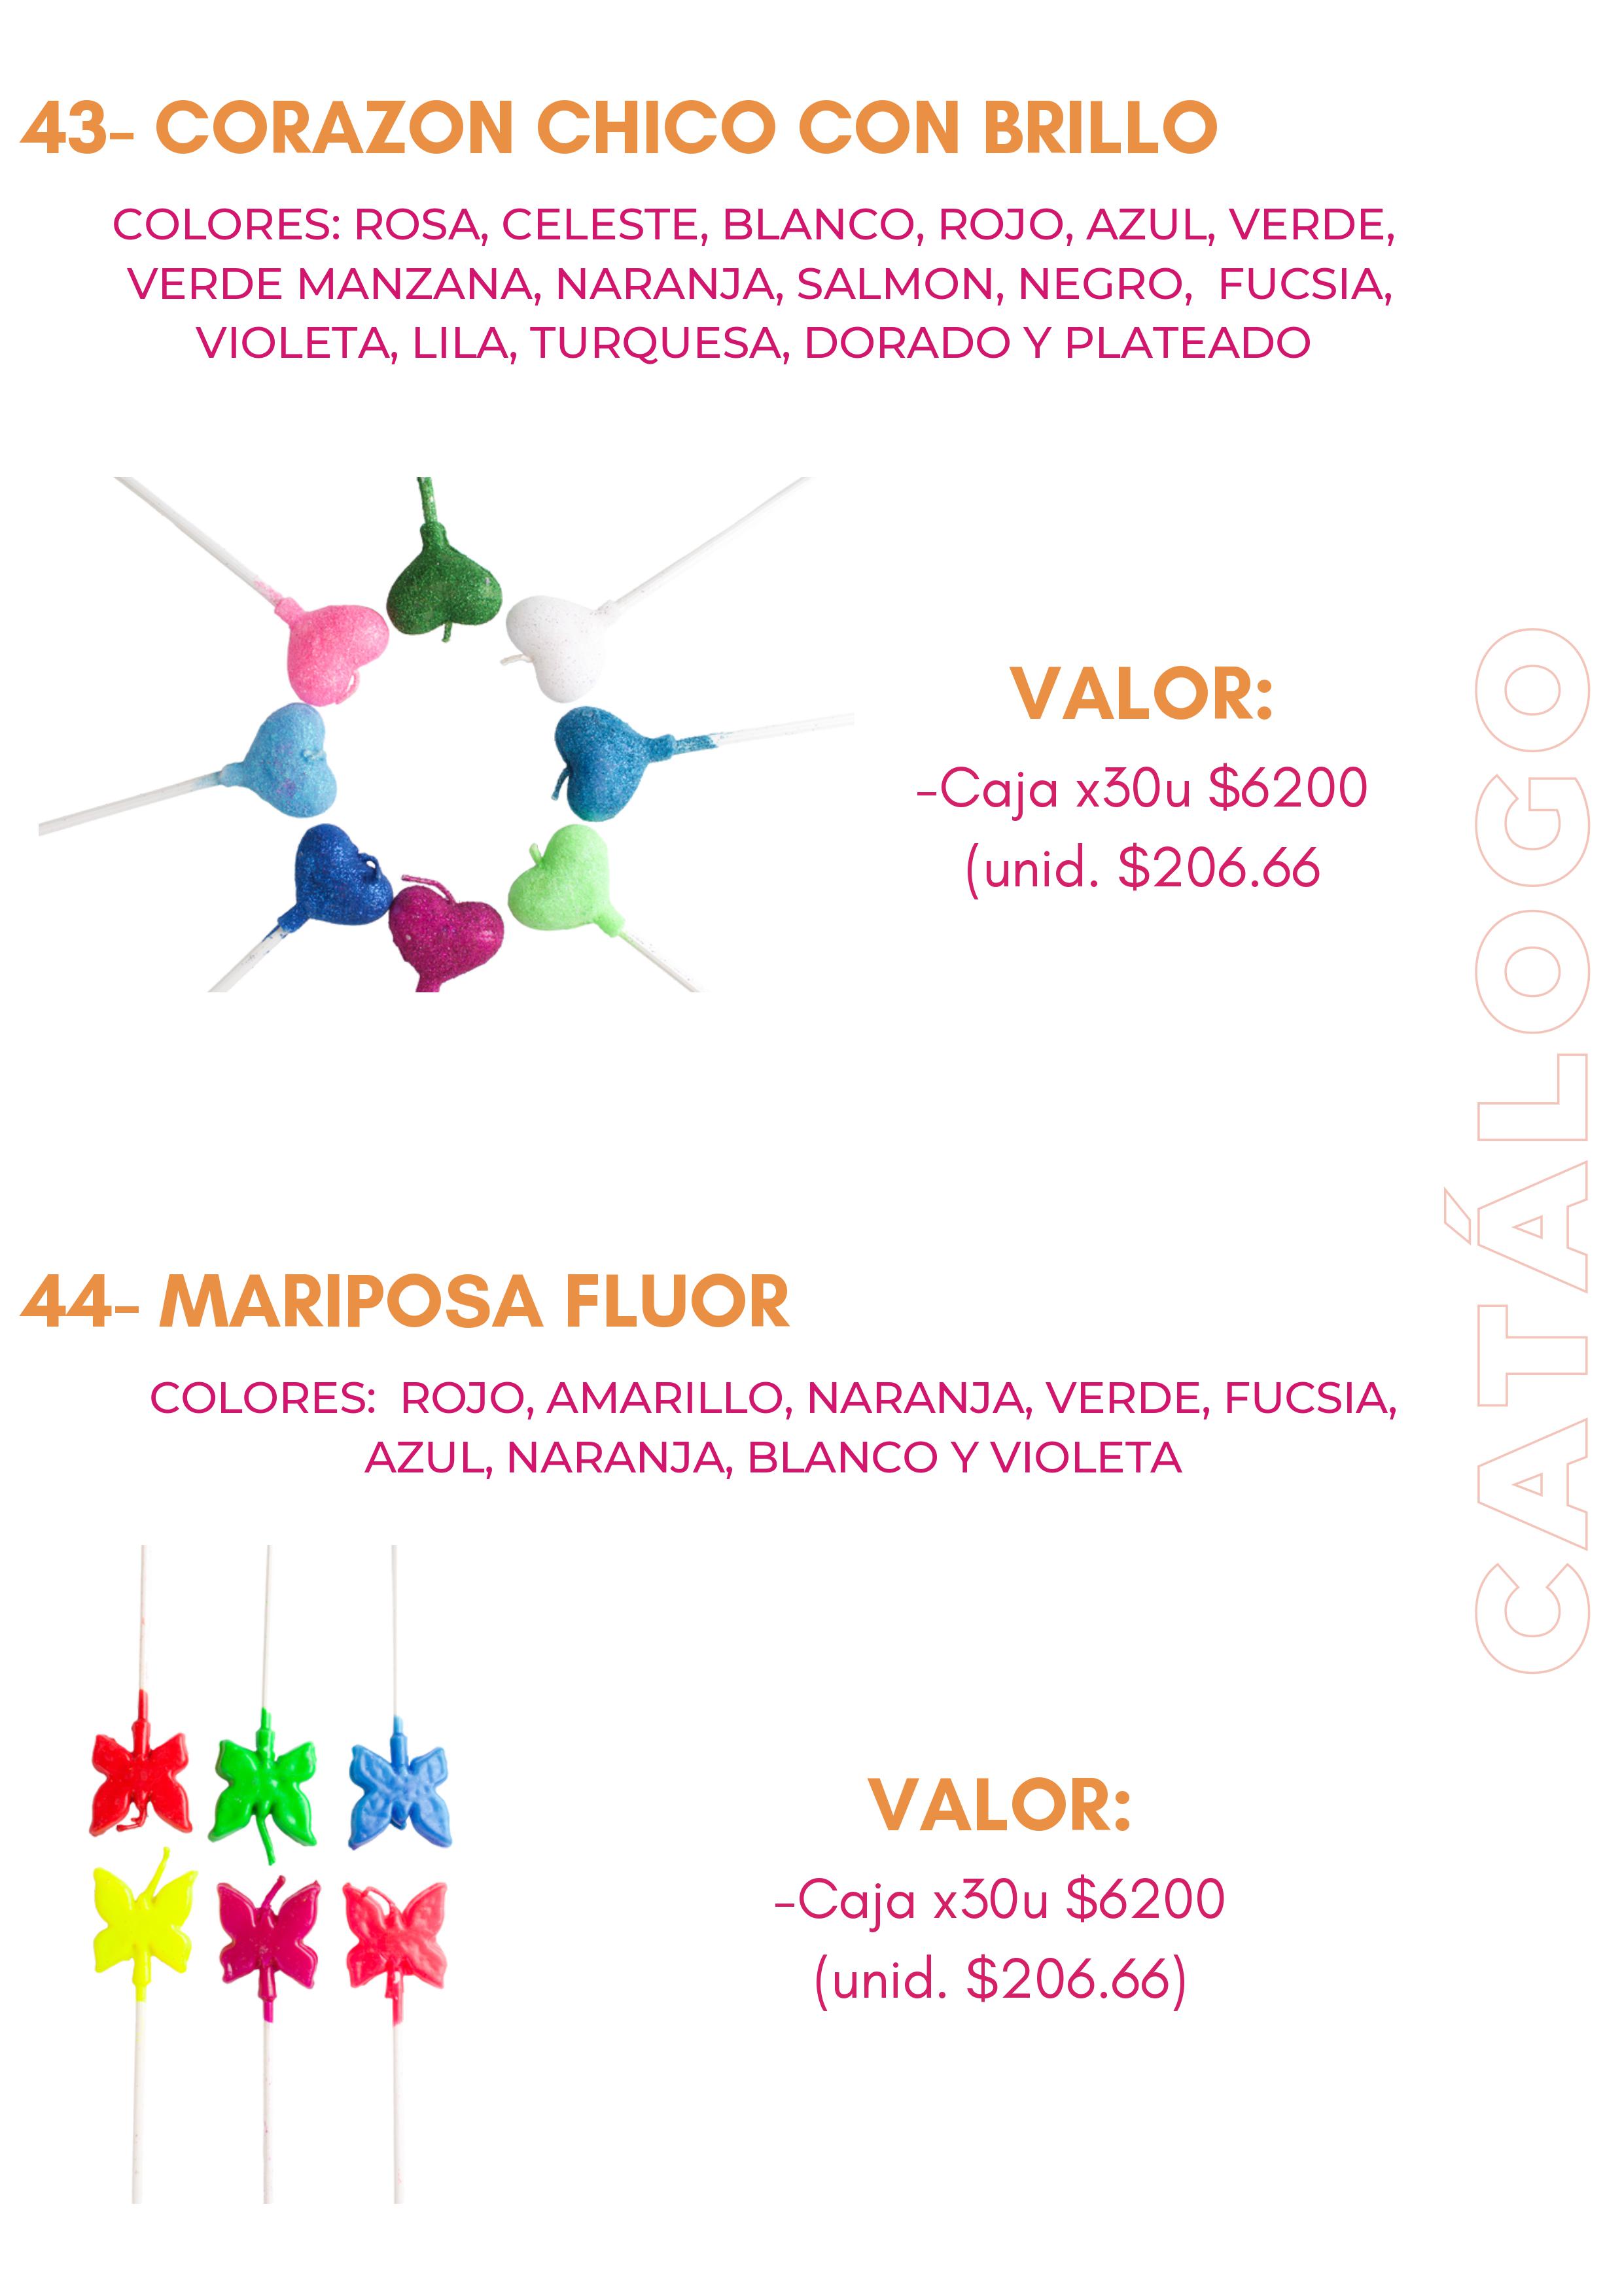 43- CORAZON CHICO CON BRILLO
COLORES: ROSA, CELESTE, BLANCO, ROJO, AZUL, VERDE,
VERDE MANZANA, NARANJA, SALMON, NEGRO,  FUCSIA,
VIOLETA, LILA, TURQUESA, DORADO Y PLATEADO
VALOR:
-Caja x30u $6200
(unid. $206.66
CATÁLOGO
44- MARIPOSA FLUOR
COLORES:  ROJO, AMARILLO, NARANJA, VERDE, FUCSIA,
AZUL, NARANJA, BLANCO Y VIOLETA
VALOR:
-Caja x30u $6200
(unid. $206.66)